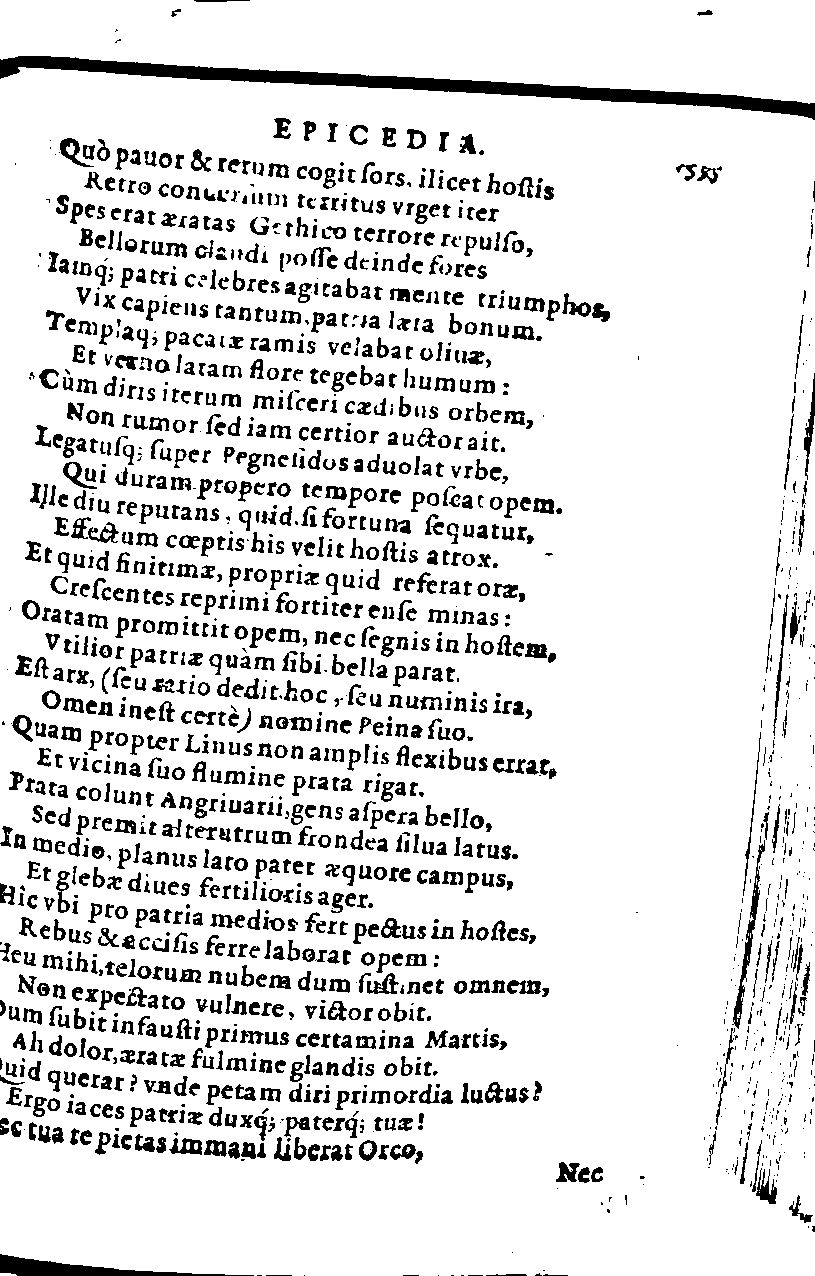 EPICEDIA.
1555
Quò pauor & rerum cogit ſors, ilicet hoſtis
Retro territus vrget iter
Spes erat æratas Gethico terrore repulſo,
Bellorum claudi poſſe deinde fores
Iamq́; patri celebres agitabat mente triumphos,
Vix capiens tantum, patria læta bonum.
Templaq; pacatæ ramis velabat oliuæ,
Et verno latam flore tegebat humum:
Cùm diris iterum miſceri cædibus orbem,
Non rumor ſed iam certior auctor ait.
Legatuſq; ſuper Pegneſidos aduolat vrbe,
Qui duram propero tempore poſcat opem.
Ille diu reputans, quid ſi fortuna ſequatur,
Effectum cœptis his velit hoſtis atrox.
Et quid finitimæ, propriæ quid referat oræ,
Creſcentes reprimi fortiter enſe minas:
Oratam promittit opem, nec ſegnis in hoſtem,
Vtilior patriæ quàm ſibi bella parat.
Eſt arx, (ſeu ratio dedit hoc, ſeu numinis ira,
Omen ineſt certè) nomine Peina ſuo.
Quam propter Linus non amplis flexibus errat,
Et vicina ſuo flumine prata rigat.
Prata colunt Angriuarii, gens aſpera bello,
Sed premit alterutrum frondea ſilua latus.
In medio, planus lato patet æquore campus,
Et glebæ diues fertilioris ager.
Hîc vbi pro patria medios fert pectus in hoſtes,
Rebus & acciſis ferre laborat opem:
Heu mihi, telorum nubem dum ſuſtinet omnem,
Non expectato vulnere, victor obit.
Dum ſubit infauſti primus certamina Martis,
Ah dolor, æratæ fulmine glandis obit.
Quid querar? vnde petam diri primordia luctus?
Ergo iaces patriæ duxq́; paterq́; tuæ!
ec tua te pietas immani liberat Orco,
Nec